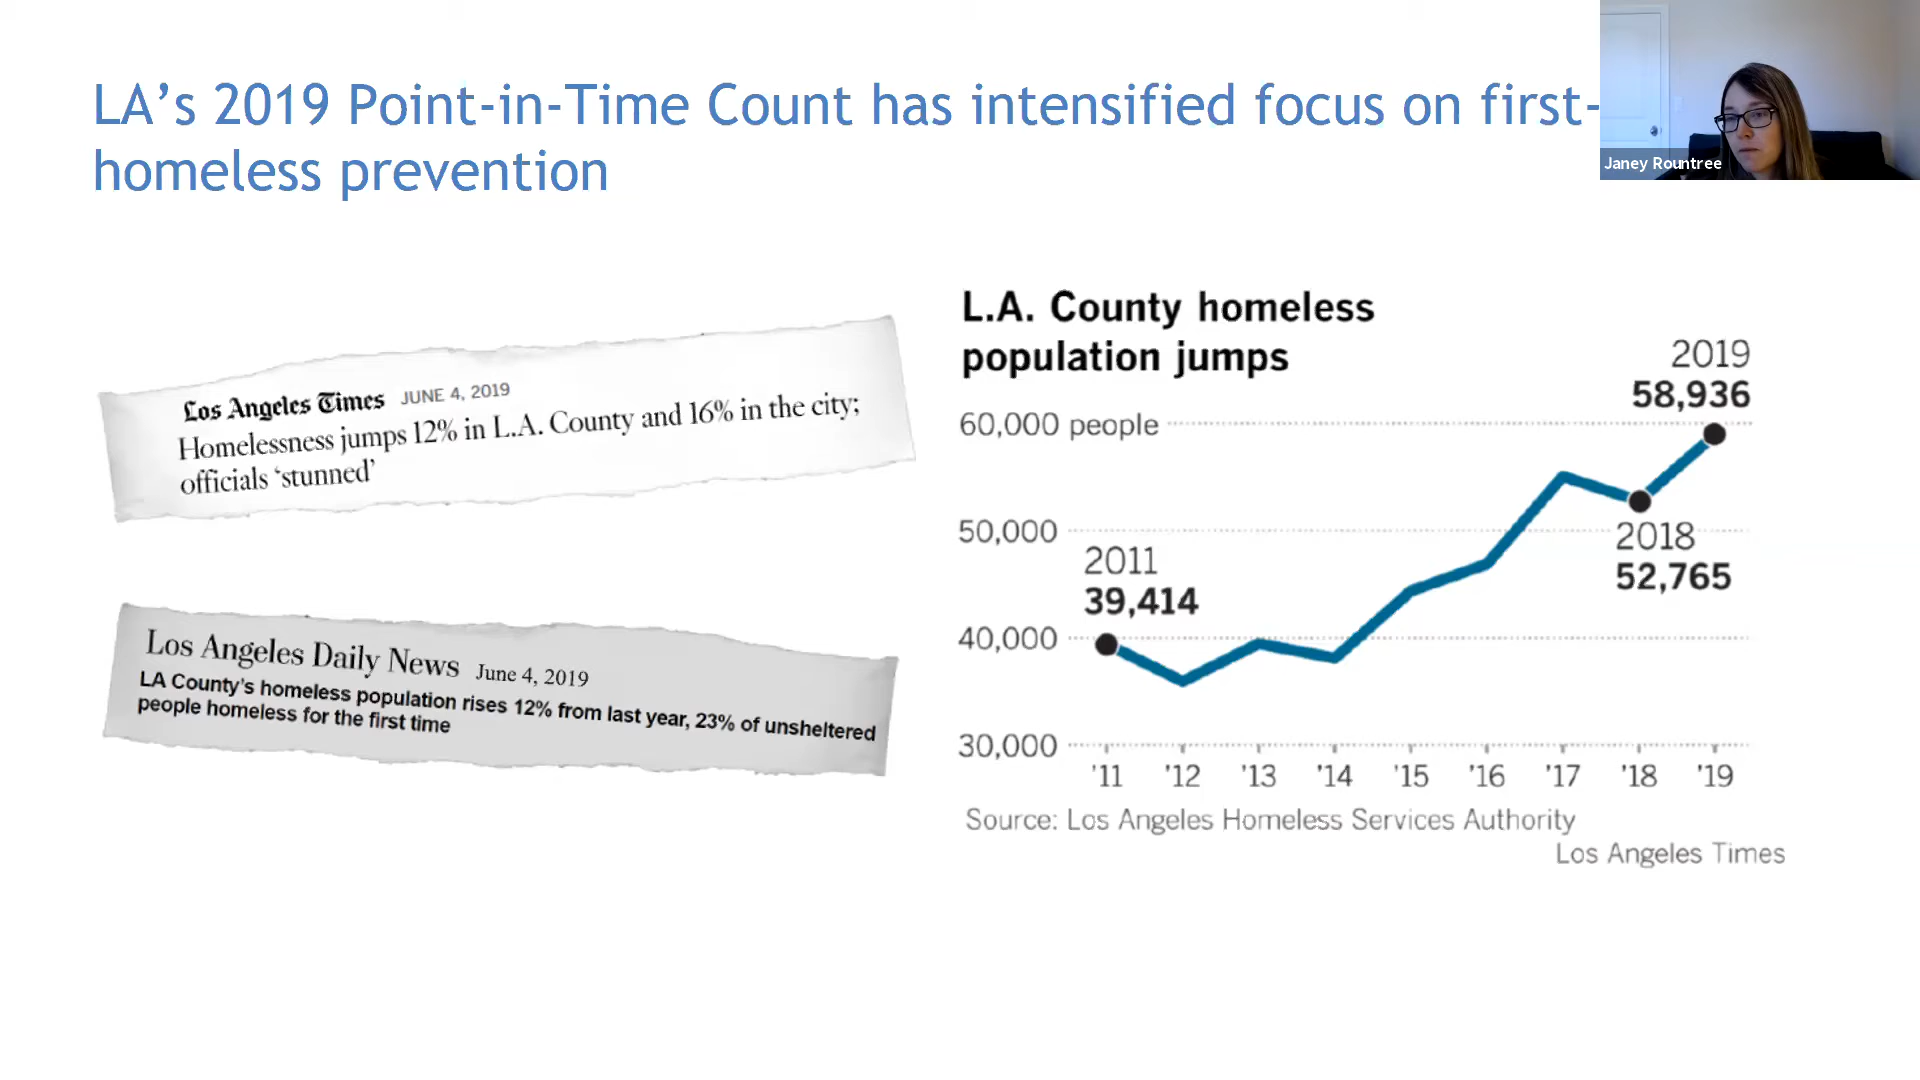 LA’s 2019 Point-in-Time Count has intensified focus on first-
homeless prevention
Janey Rountree
Los Angeles Times JUNE 4, 2019
Homelessness jumps 12% in L.A. County and 16% in the city;
officials ‘stunned’
Los Angeles Daily News June 4, 2019
LA County’s homeless population rises 12% from last year, 23% of unsheltered
people homeless for the first time
L.A. County homeless
population jumps
2019
58,936
60,000 people
50,000
2018
52,765
2011
39,414
40,000
30,000
’11 ’12 ’13 ’14 ’15 ’16 ’17 ’18 ’19
Source: Los Angeles Homeless Services Authority
Los Angeles Times